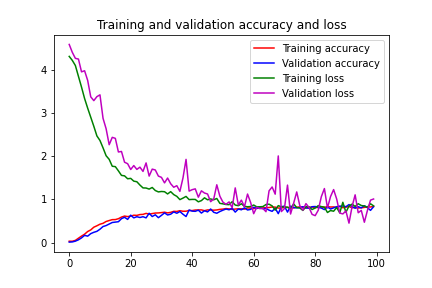 Training and validation accuracy and loss
Training accuracy
Validation accuracy
Training loss
Validation loss
4
3
2
1
0
0 20 40 60 80 100